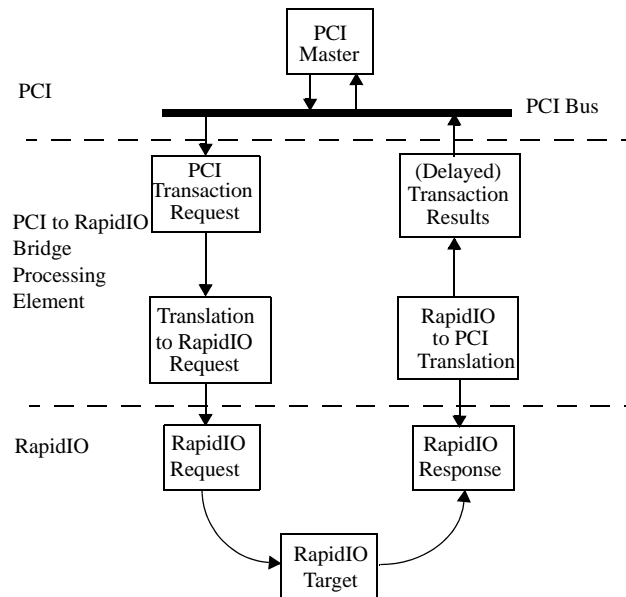 PCI
Master
PCI
PCI Bus
PCI
Transaction
Request
(Delayed)
Transaction
Results
PCI to RapidIO
Bridge
Processing
Element
Translation
to RapidIO
Request
RapidIO
to PCI
Translation
RapidIO
RapidIO
Request
RapidIO
Response
RapidIO
Target